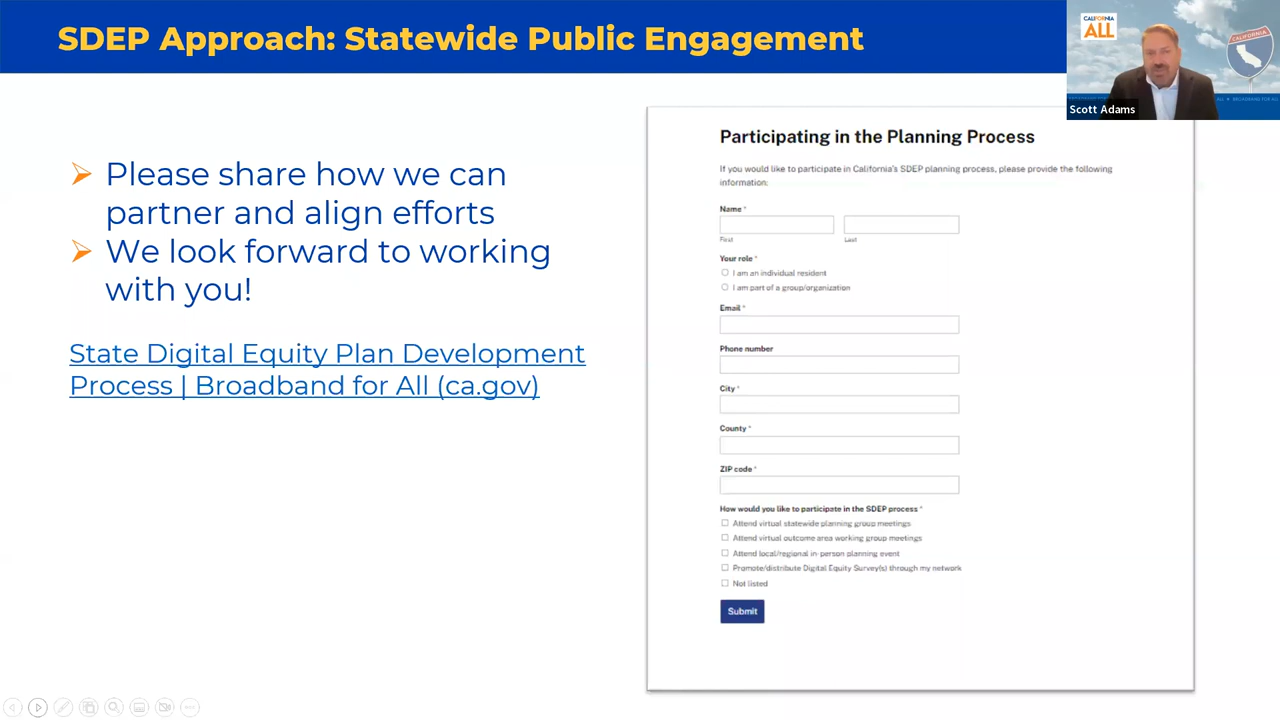 SDEP Approach: Statewide Public Engagement
CALIFORNIA
ALL
CALIFORNIA
ALL • BROADBAND FOR ALL
Scott Adams
Please share how we can
partner and align efforts
We look forward to working
with you!
State Digital Equity Plan Development
Process | Broadband for All (ca.gov)
Participating in the Planning Process
If you would like to participate in California's SDEP planning process, please provide the following
information:
Name *
First Last
Your role *
I am an individual resident
I am part of a group/organization
Email *
Phone number
City *
County *
ZIP code *
How would you like to participate in the SDEP process *
Attend virtual statewide planning group meetings
Attend virtual outcome area working group meetings
Attend local/regional in-person planning event
Promote/distribute Digital Equity Survey(s) through my network
Not listed
Submit